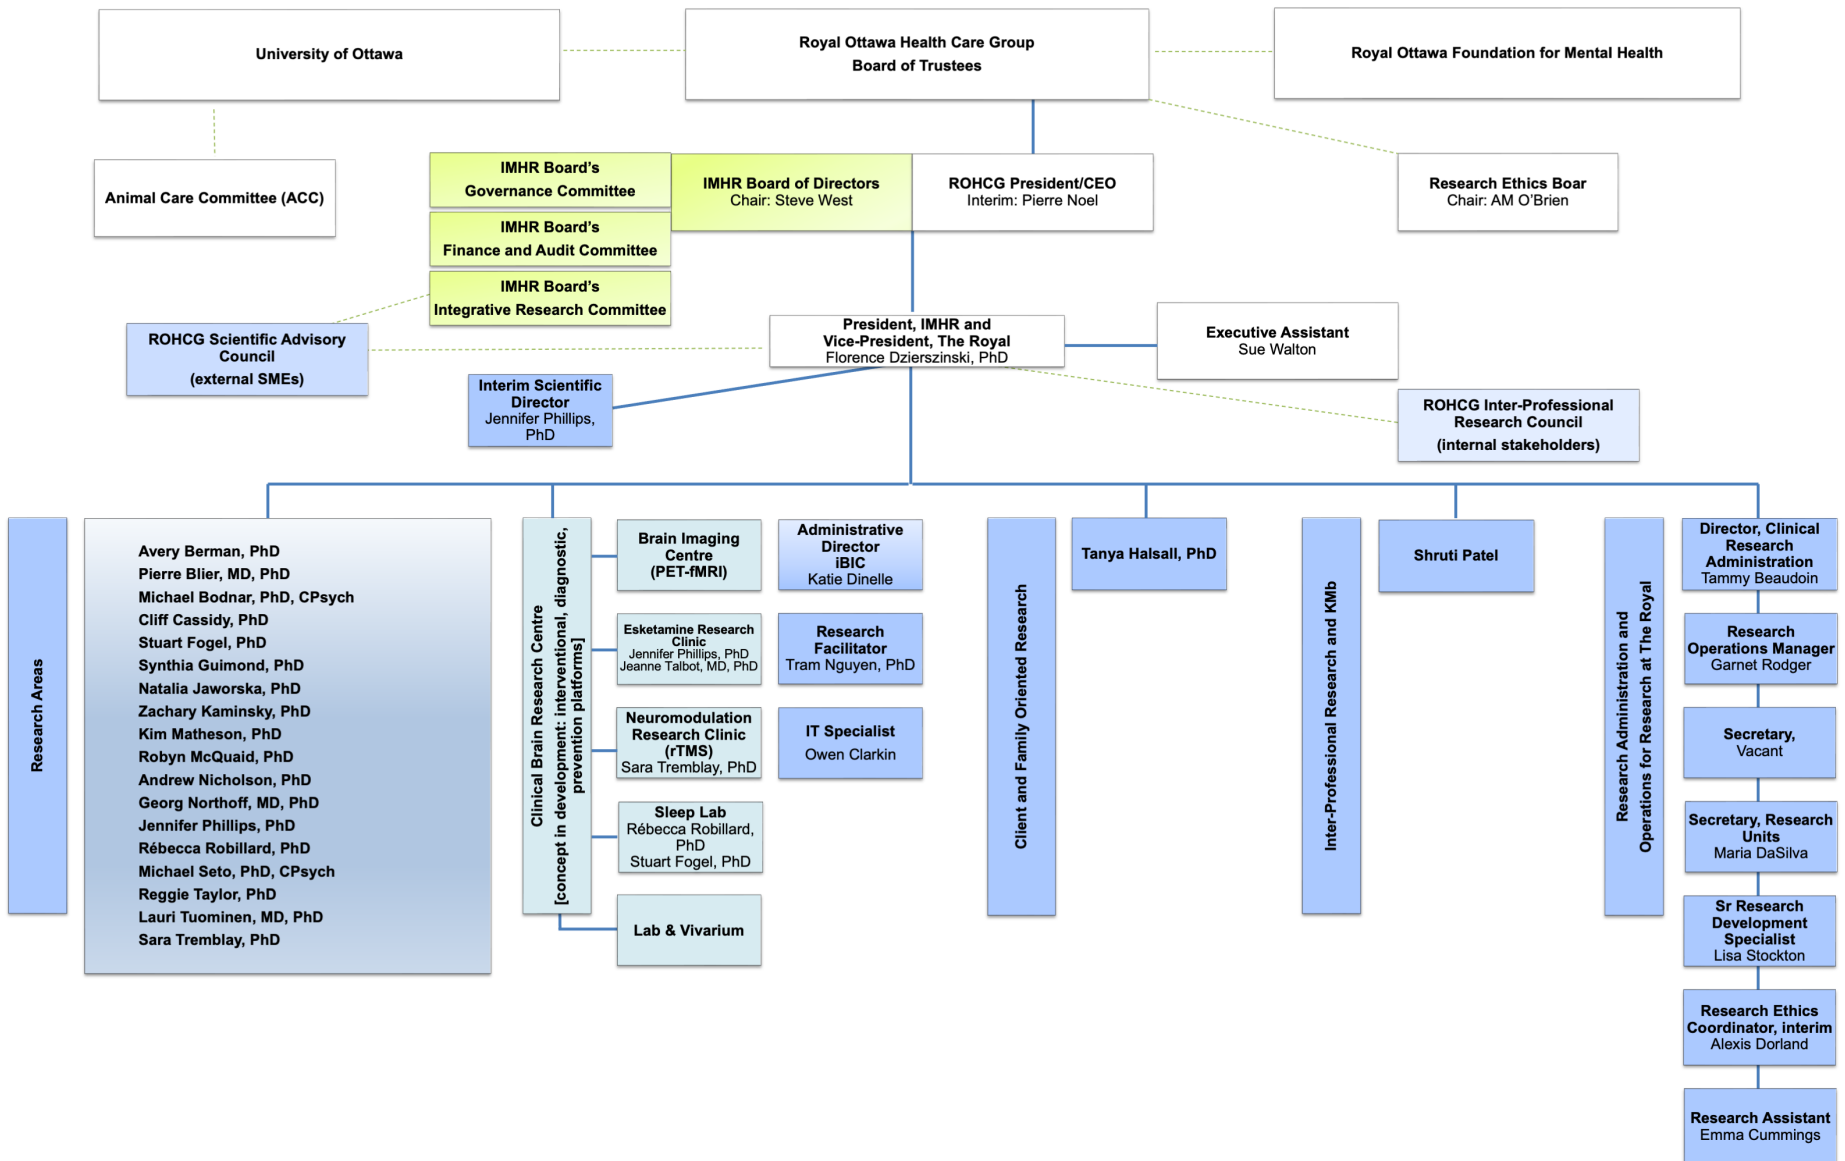 University of Ottawa
Royal Ottawa Health Care Group
Board of Trustees
Royal Ottawa Foundation for Mental Health
Animal Care Committee (ACC)
IMHR Board’s
Governance Committee
IMHR Board’s
Finance and Audit Committee
IMHR Board’s
Integrative Research Committee
IMHR Board of Directors
Chair: Steve West
ROHCG President/CEO
Interim: Pierre Noel
Research Ethics Boar
Chair: AM O’Brien
ROHCG Scientific Advisory
Council
(external SMEs)
President, IMHR and
Vice-President, The Royal
Florence Dzierszinski, PhD
Executive Assistant
Sue Walton
Interim Scientific
Director
Jennifer Phillips,
PhD
ROHCG Inter-Professional
Research Council
(internal stakeholders)
Research Areas
Avery Berman, PhD
Pierre Blier, MD, PhD
Michael Bodnar, PhD, CPsych
Cliff Cassidy, PhD
Stuart Fogel, PhD
Synthia Guimond, PhD
Natalia Jaworska, PhD
Zachary Kaminsky, PhD
Kim Matheson, PhD
Robyn McQuaid, PhD
Andrew Nicholson, PhD
Georg Northoff, MD, PhD
Jennifer Phillips, PhD
Rébecca Robillard, PhD
Michael Seto, PhD, CPsych
Reggie Taylor, PhD
Lauri Tuominen, MD, PhD
Sara Tremblay, PhD
Clinical Brain Research Centre
[concept in development: interventional, diagnostic,
prevention platforms]
Brain Imaging
Centre
(PET-fMRI)
Esketamine Research
Clinic
Jennifer Phillips, PhD
Jeanne Talbot, MD, PhD
Neuromodulation
Research Clinic
(rTMS)
Sara Tremblay, PhD
Sleep Lab
Rébecca Robillard,
PhD
Stuart Fogel, PhD
Lab & Vivarium
Administrative
Director
iBIC
Katie Dinelle
Research
Facilitator
Tram Nguyen, PhD
IT Specialist
Owen Clarkin
Client and Family Oriented Research
Tanya Halsall, PhD
Inter-Professional Research and KMb
Shruti Patel
Research Administration and
Operations for Research at The Royal
Director, Clinical
Research
Administration
Tammy Beaudoin
Research
Operations Manager
Garnet Rodger
Secretary,
Vacant
Secretary, Research
Units
Maria DaSilva
Sr Research
Development
Specialist
Lisa Stockton
Research Ethics
Coordinator, interim
Alexis Dorland
Research Assistant
Emma Cummings